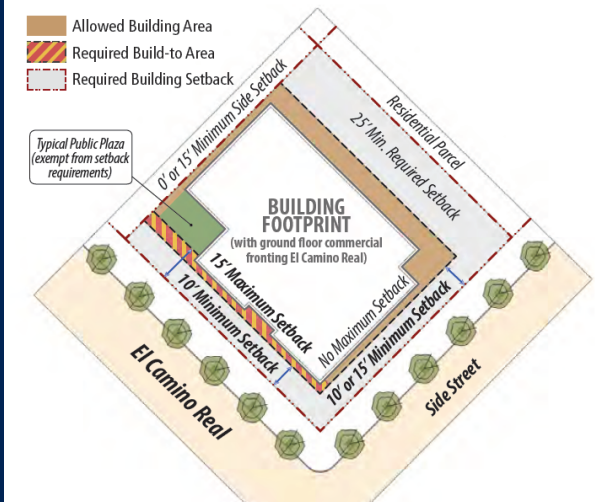 Allowed Building Area
Required Build-to Area
Required Building Setback
0' or 15' Minimum Side Setback
Residential Parcel
25' Min. Required Setback
Typical Public Plaza
(exempt from setback
requirements)
BUILDING
FOOTPRINT
(with ground floor commercial
fronting El Camino Real)
15' Maximum Setback
10' Minimum Setback
No Maximum Setback
10' or 15' Minimum Setback
El Camino Real
Side Street